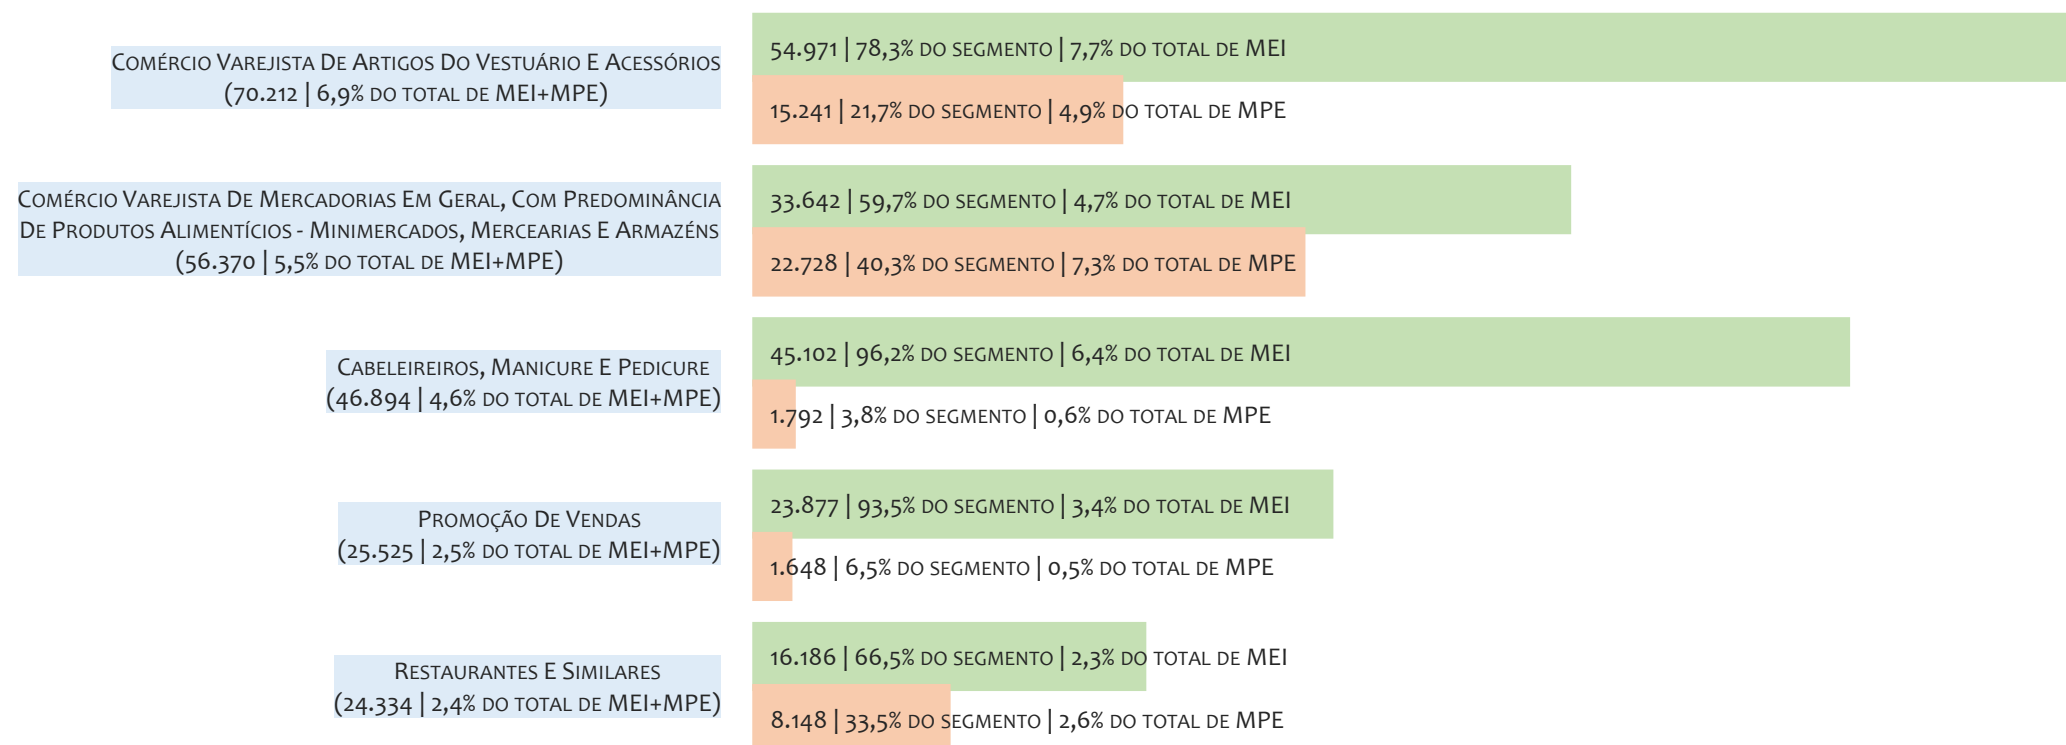 Comércio Varejista De Artigos Do Vestuário E Acessórios
(70.212 | 6,9% do total de MEI+MPE)
54.971 | 78,3% do segmento | 7,7% do total de MEI
15.241 | 21,7% do segmento | 4,9% do total de MPE
Comércio Varejista De Mercadorias Em Geral, Com Predominância
De Produtos Alimentícios - Minimercados, Mercearias E Armazéns
(56.370 | 5,5% do total de MEI+MPE)
33.642 | 59,7% do segmento | 4,7% do total de MEI
22.728 | 40,3% do segmento | 7,3% do total de MPE
Cabeleireiros, Manicure E Pedicure
(46.894 | 4,6% do total de MEI+MPE)
45.102 | 96,2% do segmento | 6,4% do total de MEI
1.792 | 3,8% do segmento | 0,6% do total de MPE
Promoção De Vendas
(25.525 | 2,5% do total de MEI+MPE)
23.877 | 93,5% do segmento | 3,4% do total de MEI
1.648 | 6,5% do segmento | 0,5% do total de MPE
Restaurantes E Similares
(24.334 | 2,4% do total de MEI+MPE)
16.186 | 66,5% do segmento | 2,3% do total de MEI
8.148 | 33,5% do segmento | 2,6% do total de MPE